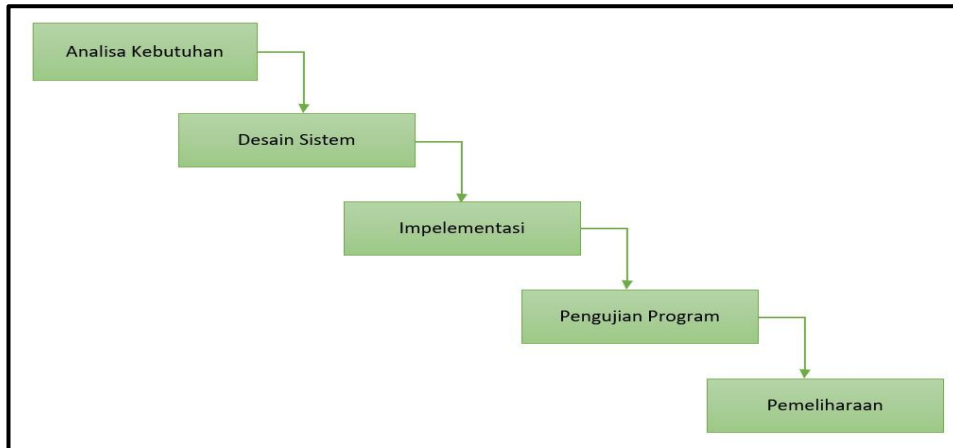 Analisa Kebutuhan
Desain Sistem
Impelementasi
Pengujian Program
Pemeliharaan